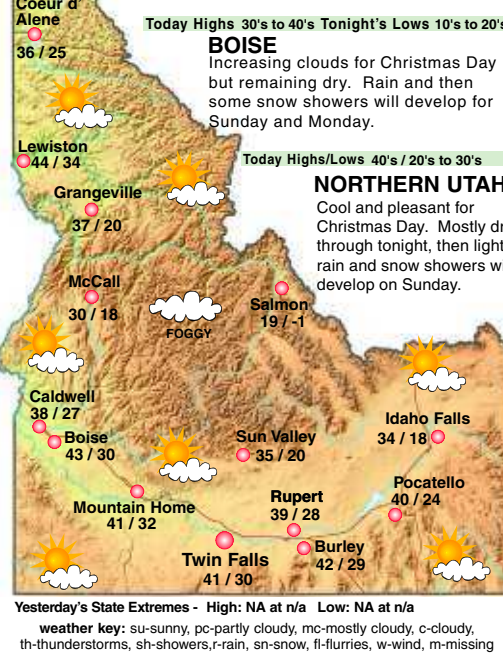 Coeur d'
Alene
36 / 25
Today Highs 30's to 40's Tonight's Lows 10's to 20's
BOISE
Increasing clouds for Christmas Day
but remaining dry. Rain and then
some snow showers will develop for
Sunday and Monday.
Lewiston
44 / 34
Today Highs/Lows 40's / 20's to 30's
NORTHERN UTAH
Cool and pleasant for
Christmas Day. Mostly dr
through tonight, then light
rain and snow showers w
develop on Sunday.
Grangeville
37 / 20
McCall
30 / 18
FOGGY
Salmon
19 / -1
Caldwell
38 / 27
Boise
43 / 30
Sun Valley
35 / 20
Idaho Falls
34 / 18
Mountain Home
41 / 32
Rupert
39 / 28
Pocatello
40 / 24
Twin Falls
41 / 30
Burley
42 / 29
Yesterday's State Extremes - High: NA at n/a Low: NA at n/a
weather key: su-sunny, pc-partly cloudy, mc-mostly cloudy, c-cloudy,
th-thunderstorms, sh-showers,r-rain, sn-snow, fl-flurries, w-wind, m-missing